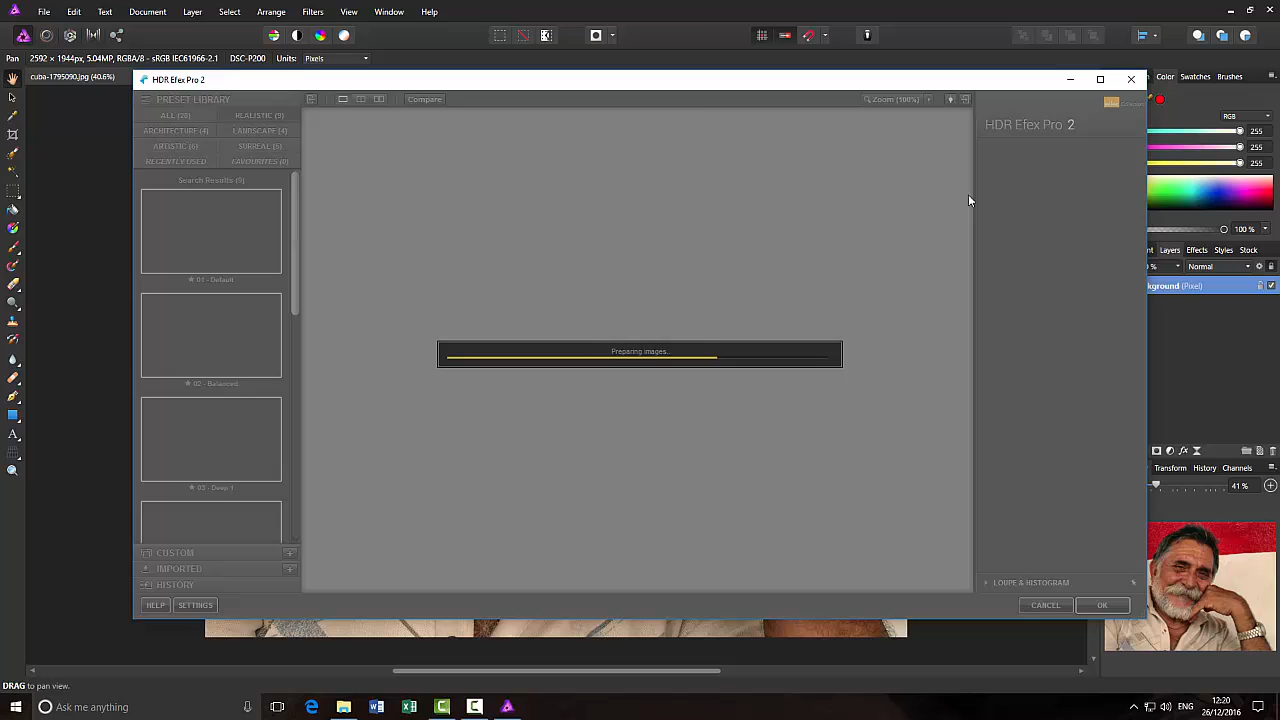 File Edit Text Document Layer Select Arrange Filters View Window Help
Pan 2592 × 1944px, 5.04MP, RGBA/8 - sRGB IEC61966-2.1 DSC-P200 Units: Pixels
cuba-1795090.jpg (40.6%)
HDR Efex Pro 2
Color Swatches Brushes
PRESET LIBRARY
Compare
Zoom (100%)
ALL (28) REALISTIC (9)
ARCHITECTURE (4) LANDSCAPE (4)
ARTISTIC (6) SURREAL (5)
RECENTLY USED FAVOURITES (0)
HDR Efex Pro 2
RGB
255
255
255
Search Results (9)
100 %
Layers Effects Styles Stock
% Normal
kground (Pixel)
01 - Default
Preparing images...
02 - Balanced
03 - Deep 1
Transform History Channels
41 %
CUSTOM
IMPORTED
HISTORY
LOUPE & HISTOGRAM
HELP SETTINGS
CANCEL OK
DRAG to pan view.
Ask me anything
ENG
12:20
26/12/2016